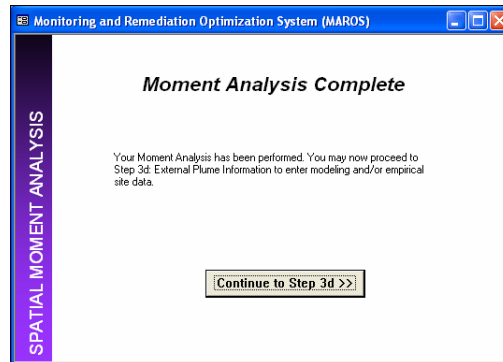 Monitoring and Remediation Optimization System (MAROS)
SPATIAL MOMENT ANALYSIS
Moment Analysis Complete
Your Moment Analysis has been performed. You may now proceed to
Step 3d: External Plume Information to enter modeling and/or empirical
site data.
Continue to Step 3d >>